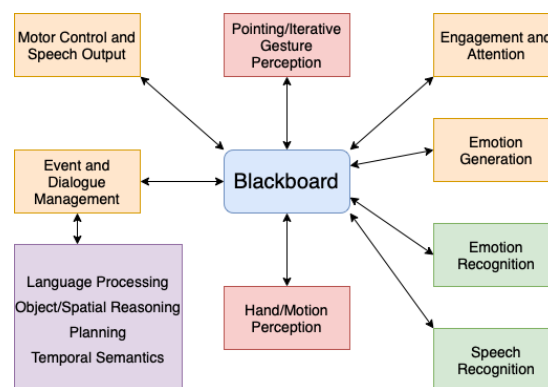 Motor Control and
Speech Output
Pointing/Iterative
Gesture
Perception
Engagement and
Attention
Emotion
Generation
Event and
Dialogue
Management
Blackboard
Emotion
Recognition
Language Processing
Object/Spatial Reasoning
Planning
Temporal Semantics
Hand/Motion
Perception
Speech
Recognition